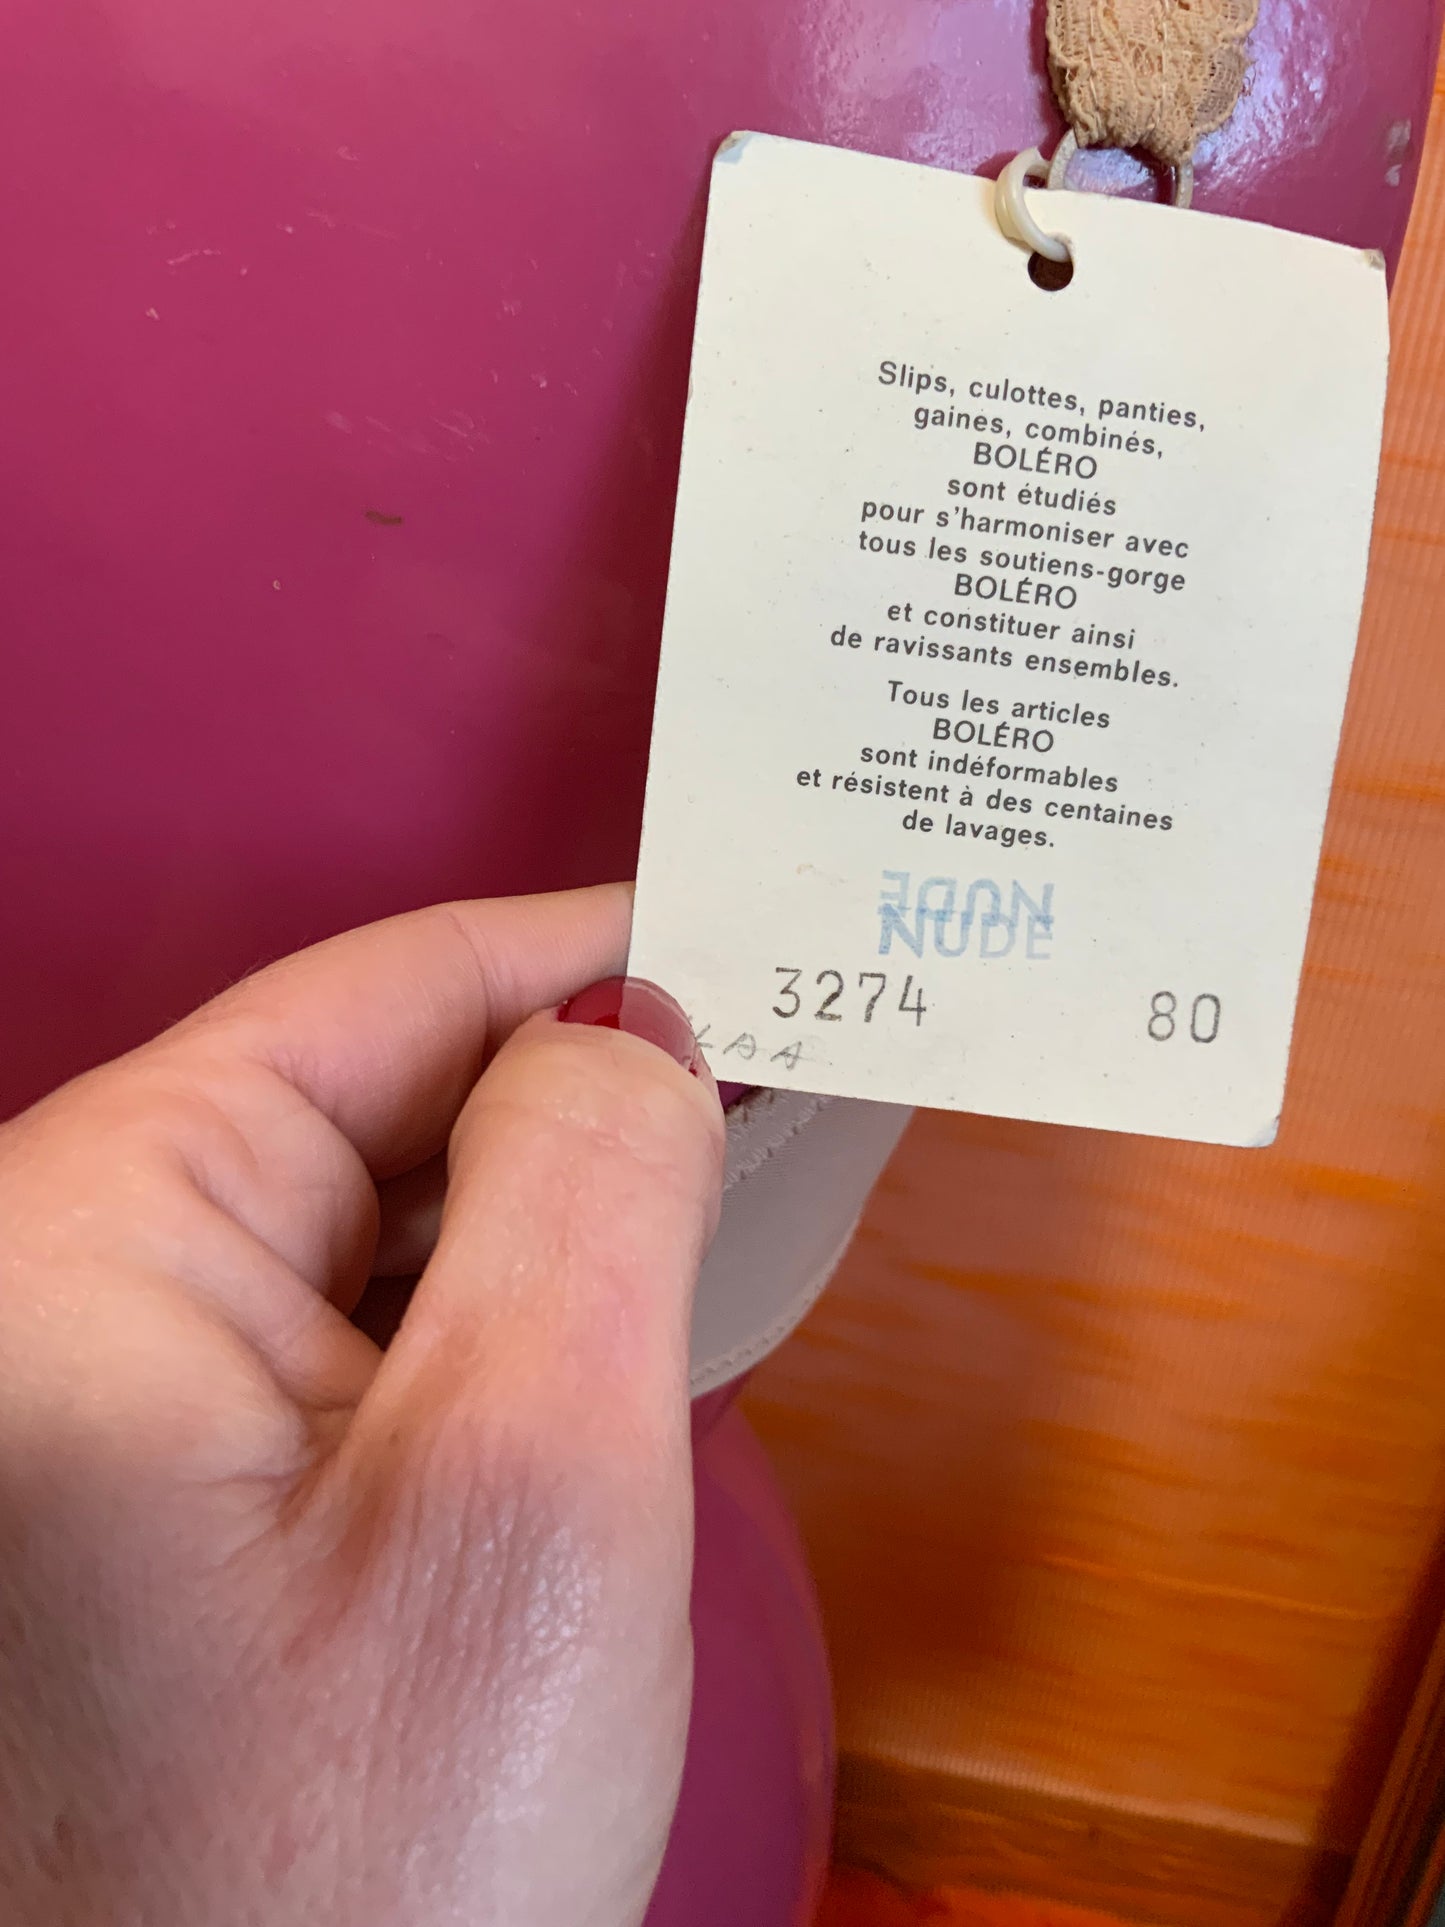 Slips, culottes, panties,
gaines, combinés,
BOLÉRO
sont étudiés
pour s'harmoniser avec
tous les soutiens-gorge
BOLÉRO
et constituer ainsi
de ravissants ensembles.
Tous les articles
BOLÉRO
sont indéformables
et résistent à des centaines
de lavages.
NUDE
NUDE
3274 80